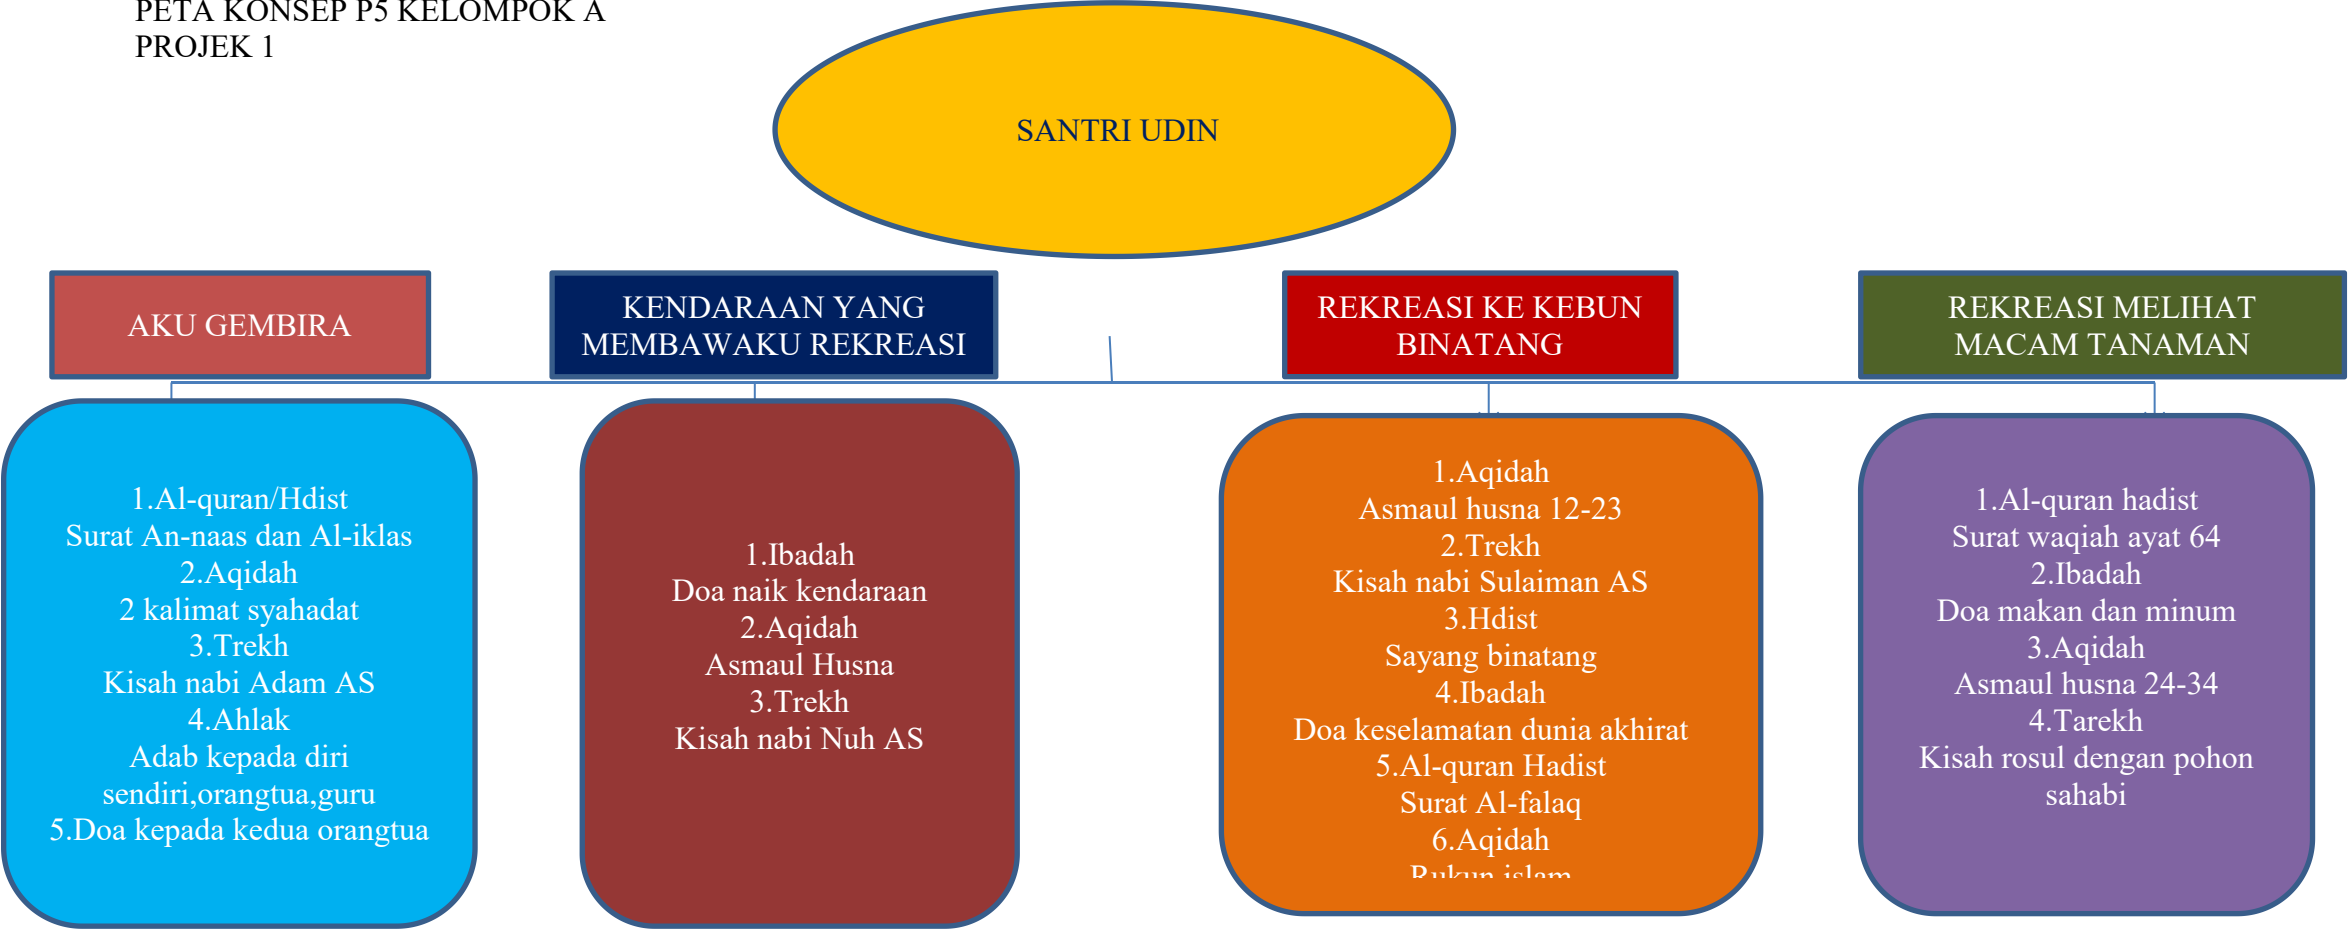 PETA KONSEP P5 KELOMPOK A
PROJEK 1
SANTRI UDIN
AKU GEMBIRA
KENDARAAN YANG
MEMBAWAKU REKREASI
REKREASI KE KEBUN
BINATANG
REKREASI MELIHAT
MACAM TANAMAN
1.Al-quran/Hdist
Surat An-naas dan Al-iklas
2.Aqidah
2 kalimat syahadat
3.Trekh
Kisah nabi Adam AS
4.Ahlak
Adab kepada diri
sendiri,orangtua,guru
5.Doa kepada kedua orangtua
1.Ibadah
Doa naik kendaraan
2.Aqidah
Asmaul Husna
3.Trekh
Kisah nabi Nuh AS
1.Aqidah
Asmaul husna 12-23
2.Trekh
Kisah nabi Sulaiman AS
3.Hdist
Sayang binatang
4.Ibadah
Doa keselamatan dunia akhirat
5.Al-quran Hadist
Surat Al-falaq
6.Aqidah
Rukun islam
1.Al-quran hadist
Surat waqiah ayat 64
2.Ibadah
Doa makan dan minum
3.Aqidah
Asmaul husna 24-34
4.Tarekh
Kisah rosul dengan pohon
sahabi